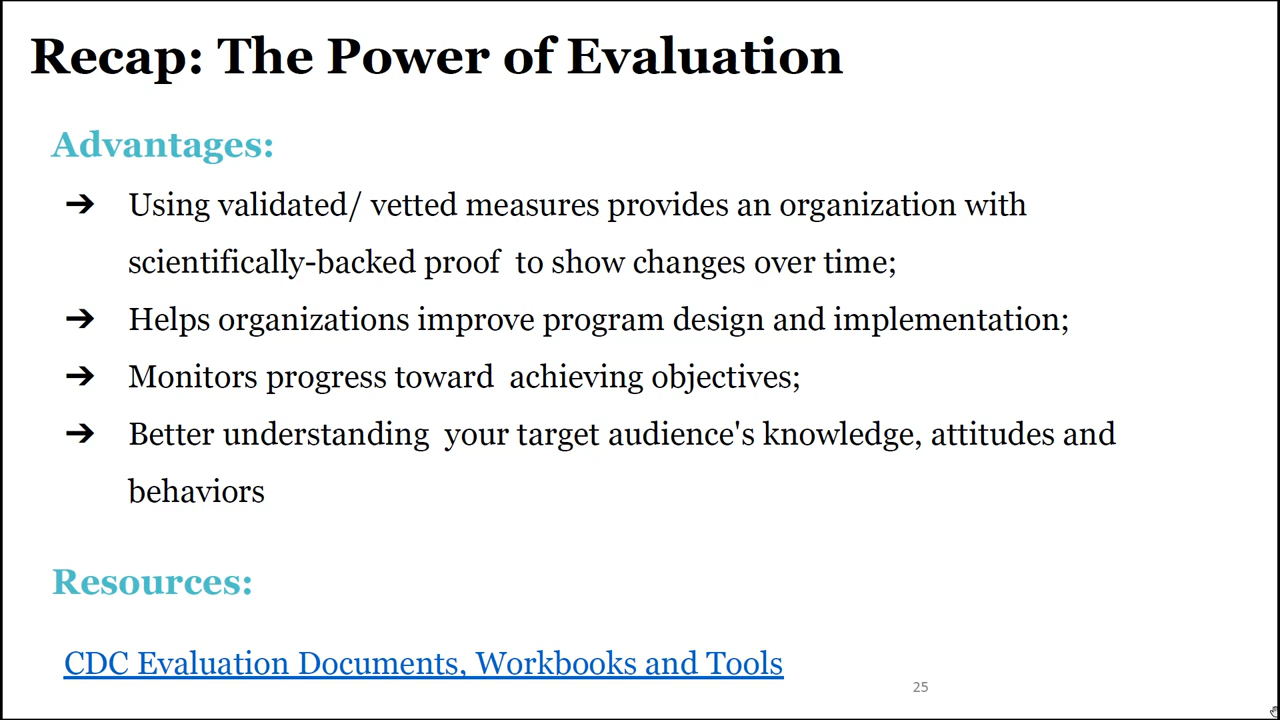 Recap: The Power of Evaluation
Advantages:
➔ Using validated/ vetted measures provides an organization with
scientifically-backed proof  to show changes over time;
➔ Helps organizations improve program design and implementation;
➔ Monitors progress toward  achieving objectives;
➔ Better understanding  your target audience's knowledge, attitudes and
behaviors
Resources:
CDC Evaluation Documents, Workbooks and Tools
25